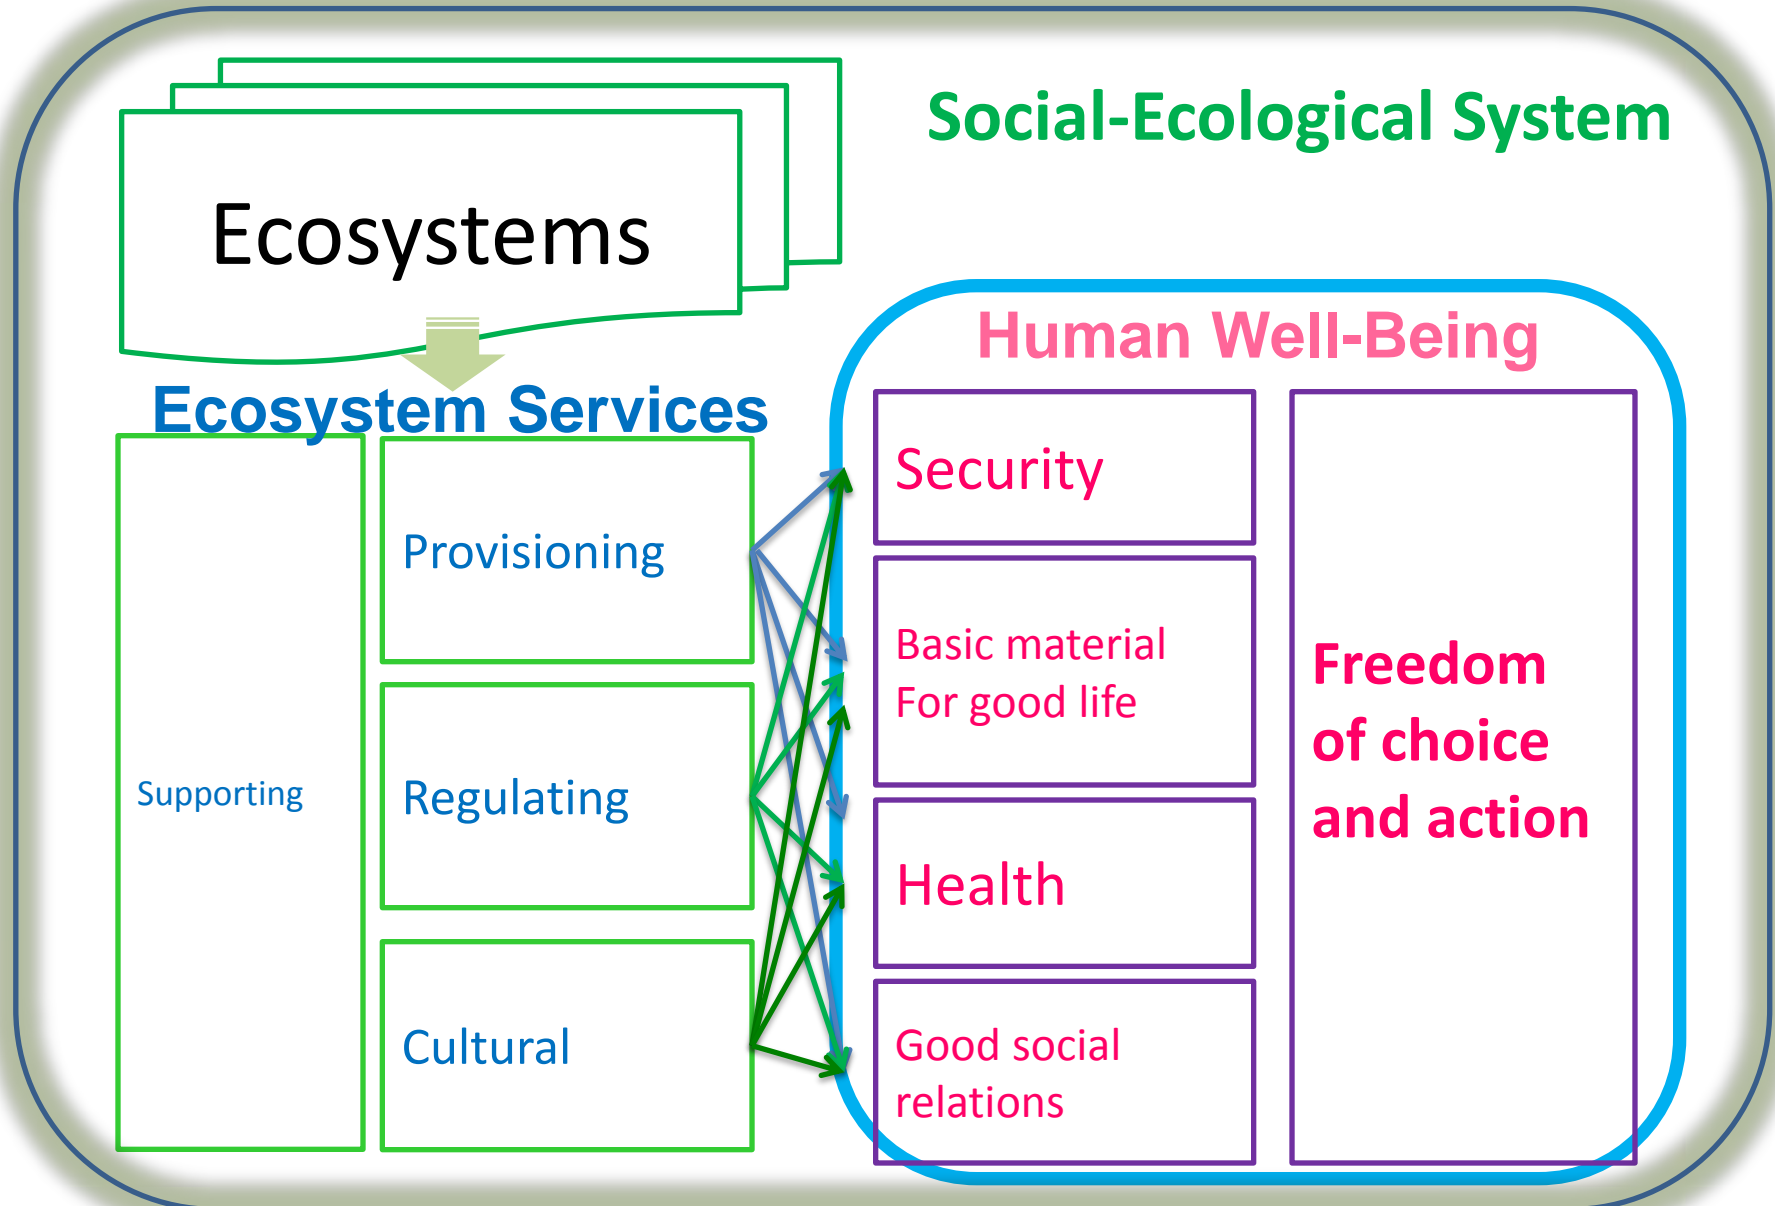 Social-Ecological System
Ecosystems
Ecosystem Services
Supporting
Provisioning
Regulating
Cultural
Human Well-Being
Security
Basic material
For good life
Health
Good social
relations
Freedom
of choice
and action